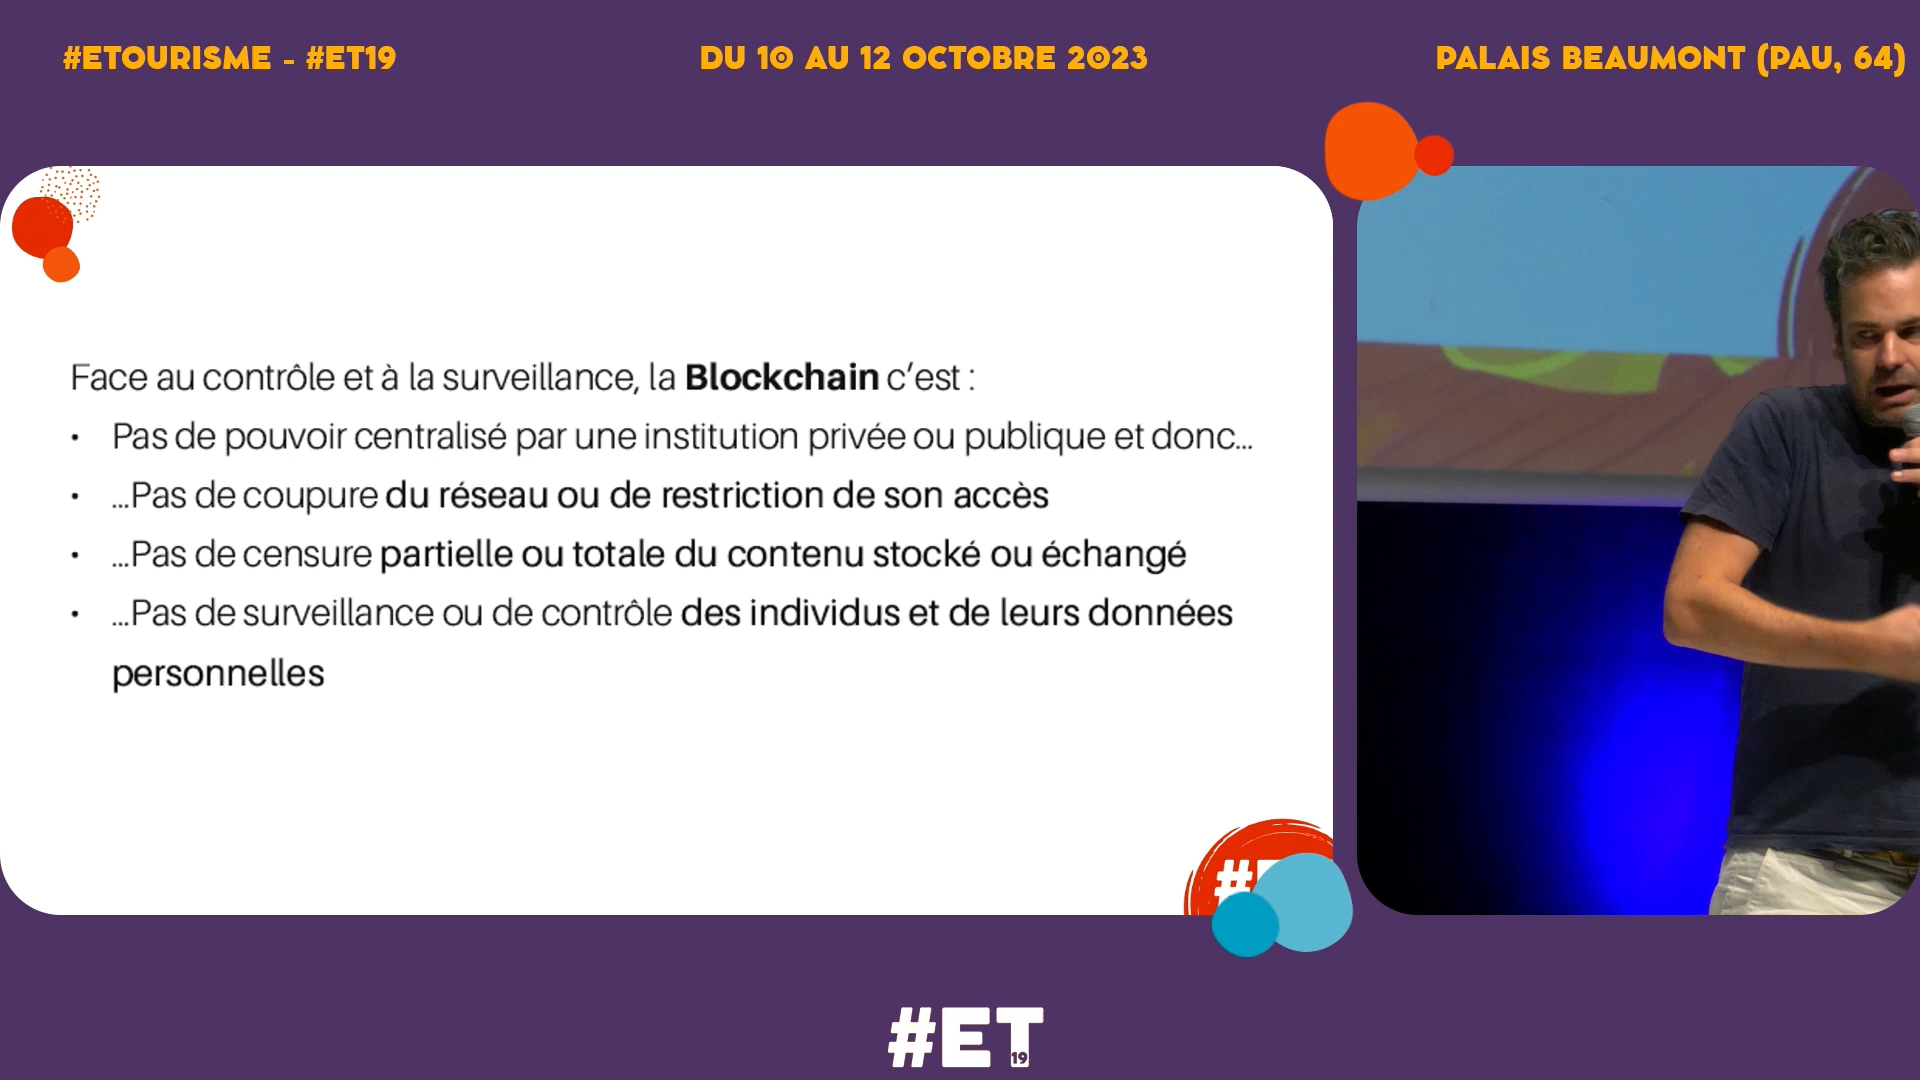 #ETOURISME - #ET19
DU 10 AU 12 OCTOBRE 2023
PALAIS BEAUMONT (PAU, 64)
Face au contrôle et à la surveillance, la Blockchain c’est :
• Pas de pouvoir centralisé par une institution privée ou publique et donc...
• ...Pas de coupure du réseau ou de restriction de son accès
• ...Pas de censure partielle ou totale du contenu stocké ou échangé
• ...Pas de surveillance ou de contrôle des individus et de leurs données
personnelles
#ET
19